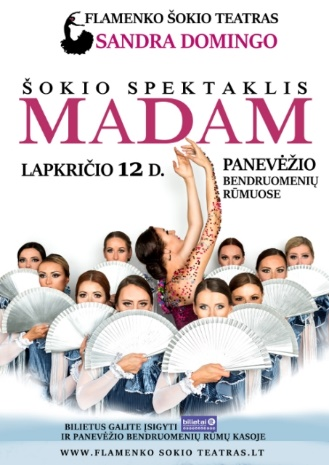 FLAMENKO ŠOKIO TEATRAS
SANDRA DOMINGO
ŠOKIO SPEKTAKLIS
MADAM
LAPKRIČIO 12 D.
PANEVĖŽIO
BENDRUOMENIŲ
RŪMUOSE
BILIETUS GALITE ĮSIGYTI bilietai
IR PANEVĖŽIO BENDRUOMENIŲ RŪMŲ KASOJE
WWW.FLAMENKO SOKIO TEATRAS.LT